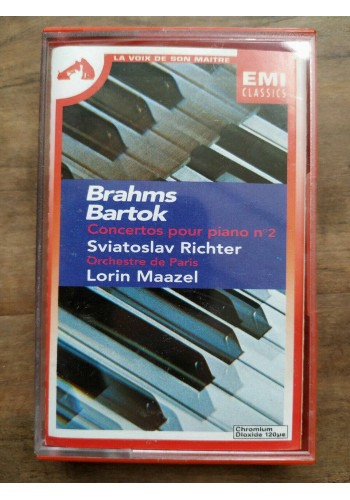 LA VOIX DE SON MAITRE
EMI
CLASSICS
Brahms
Bartok
Concertos pour piano n°2
Sviatoslav Richter
Orchestre de Paris
Lorin Maazel
Chromium
Dioxide 120µs